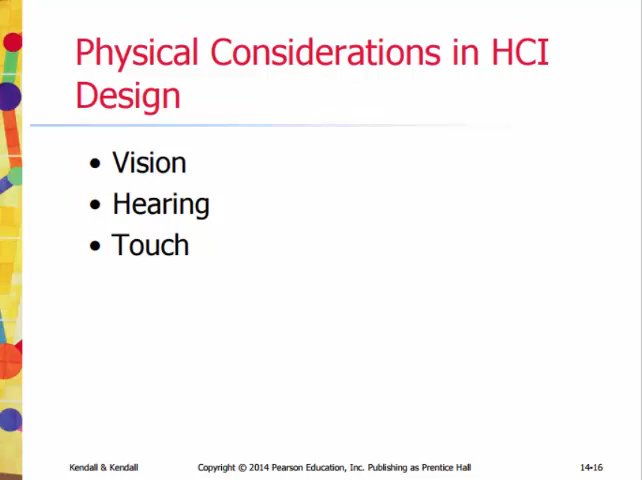 Physical Considerations in HCI
Design
• Vision
• Hearing
• Touch
Kendall & Kendall
Copyright © 2014 Pearson Education, Inc. Publishing as Prentice Hall
14-16